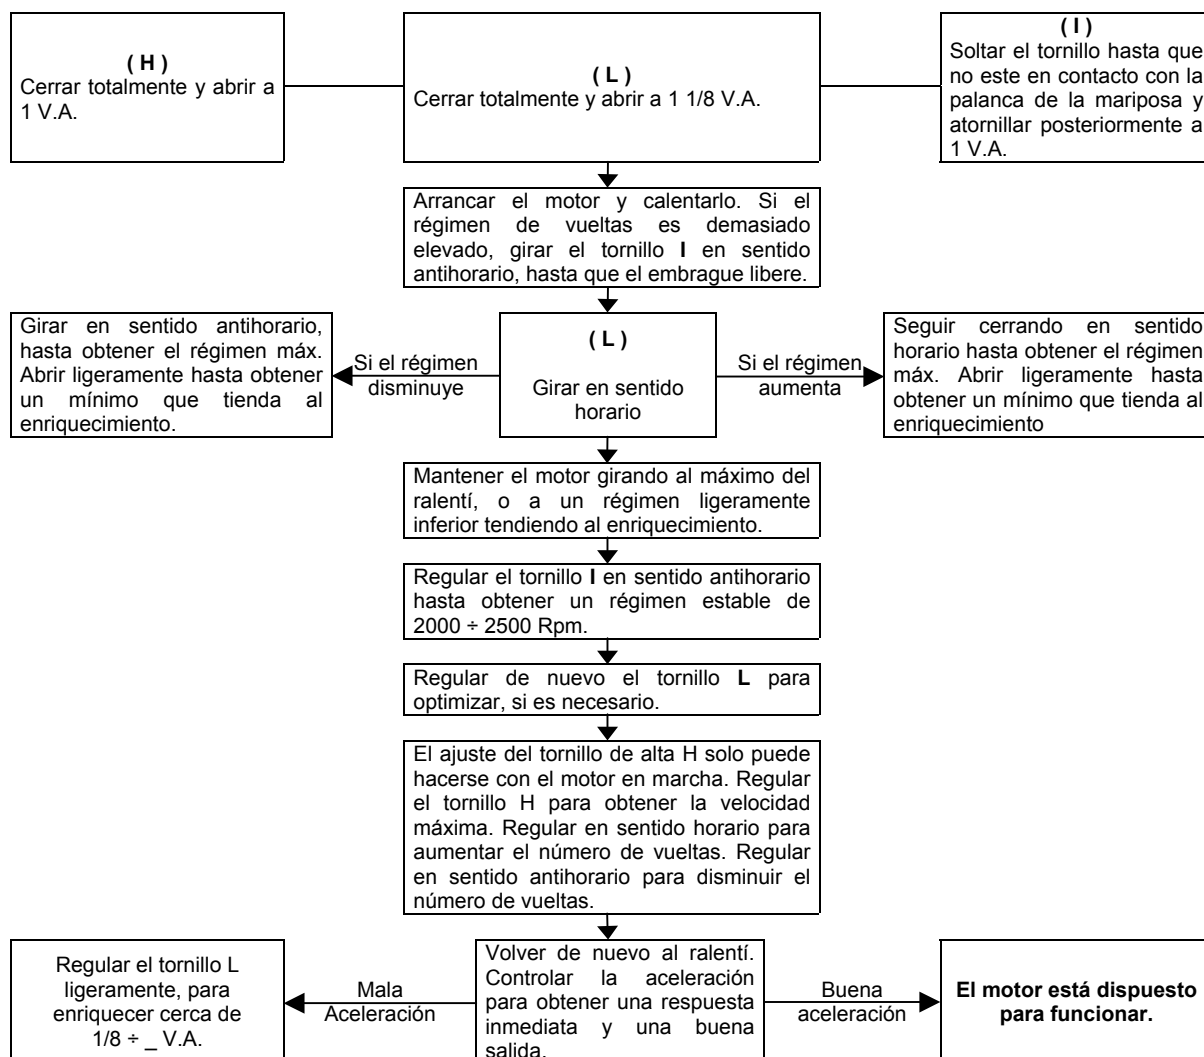 ( H )
Cerrar totalmente y abrir a
1 V.A.
( L )
Cerrar totalmente y abrir a 1 1/8 V.A.
( I )
Soltar el tornillo hasta que
no este en contacto con la
palanca de la mariposa y
atornillar posteriormente a
1 V.A.
Arrancar el motor y calentarlo. Si el
régimen de vueltas es demasiado
elevado, girar el tornillo I en sentido
antihorario, hasta que el embrague libere.
Girar en sentido antihorario,
hasta obtener el régimen máx.
Abrir ligeramente hasta obtener
un mínimo que tienda al
enriquecimiento.
Si el régimen
disminuye
( L )
Girar en sentido
horario
Si el régimen
aumenta
Seguir cerrando en sentido
horario hasta obtener el régimen
máx. Abrir ligeramente hasta
obtener un mínimo que tienda al
enriquecimiento
Mantener el motor girando al máximo del
ralentí, o a un régimen ligeramente
inferior tendiendo al enriquecimiento.
Regular el tornillo I en sentido antihorario
hasta obtener un régimen estable de
2000 ÷ 2500 Rpm.
Regular de nuevo el tornillo L para
optimizar, si es necesario.
El ajuste del tornillo de alta H solo puede
hacerse con el motor en marcha. Regular
el tornillo H para obtener la velocidad
máxima. Regular en sentido horario para
aumentar el número de vueltas. Regular
en sentido antihorario para disminuir el
número de vueltas.
Regular el tornillo L
ligeramente, para
enriquecer cerca de
1/8 ÷ _ V.A.
Mala
Aceleración
Volver de nuevo al ralentí.
Controlar la aceleración
para obtener una respuesta
inmediata y una buena
salida.
Buena
aceleración
El motor está dispuesto
para funcionar.